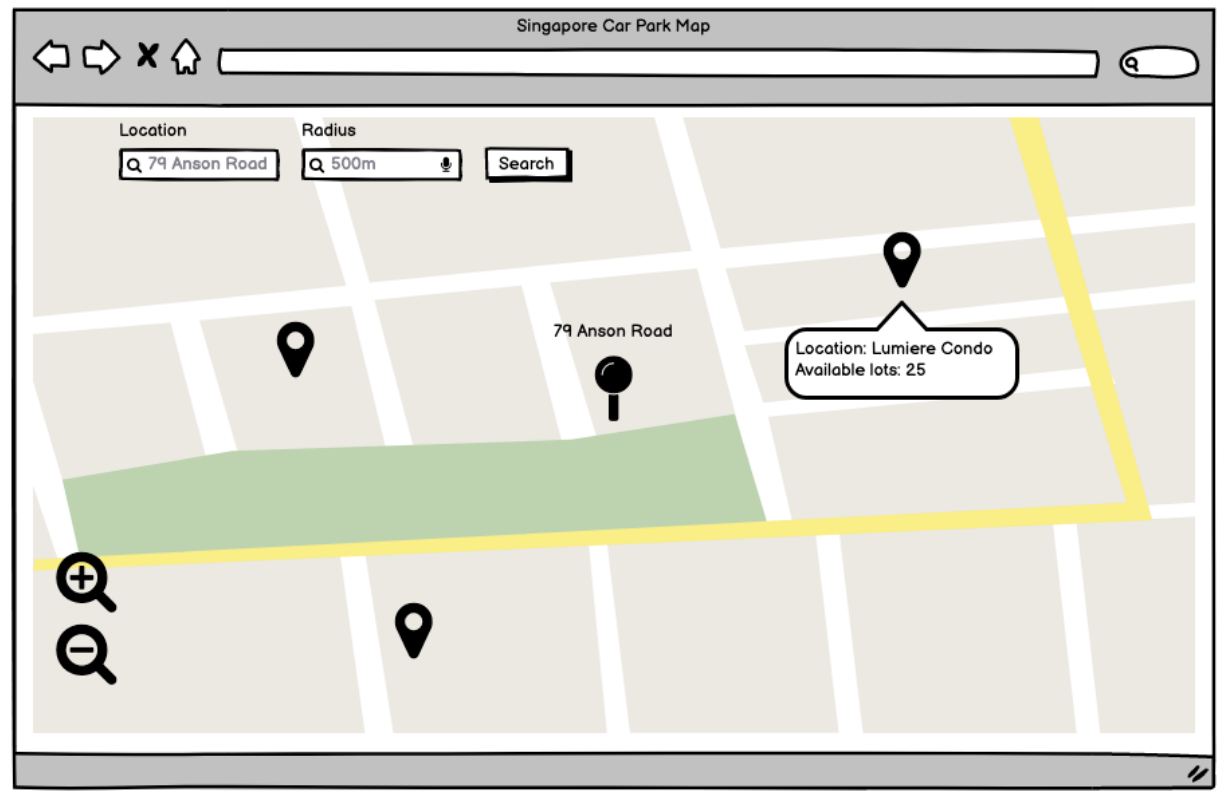 Singapore Car Park Map
Location
Radius
79 Anson Road
500m
Search
79 Anson Road
Location: Lumiere Condo
Available lots: 25